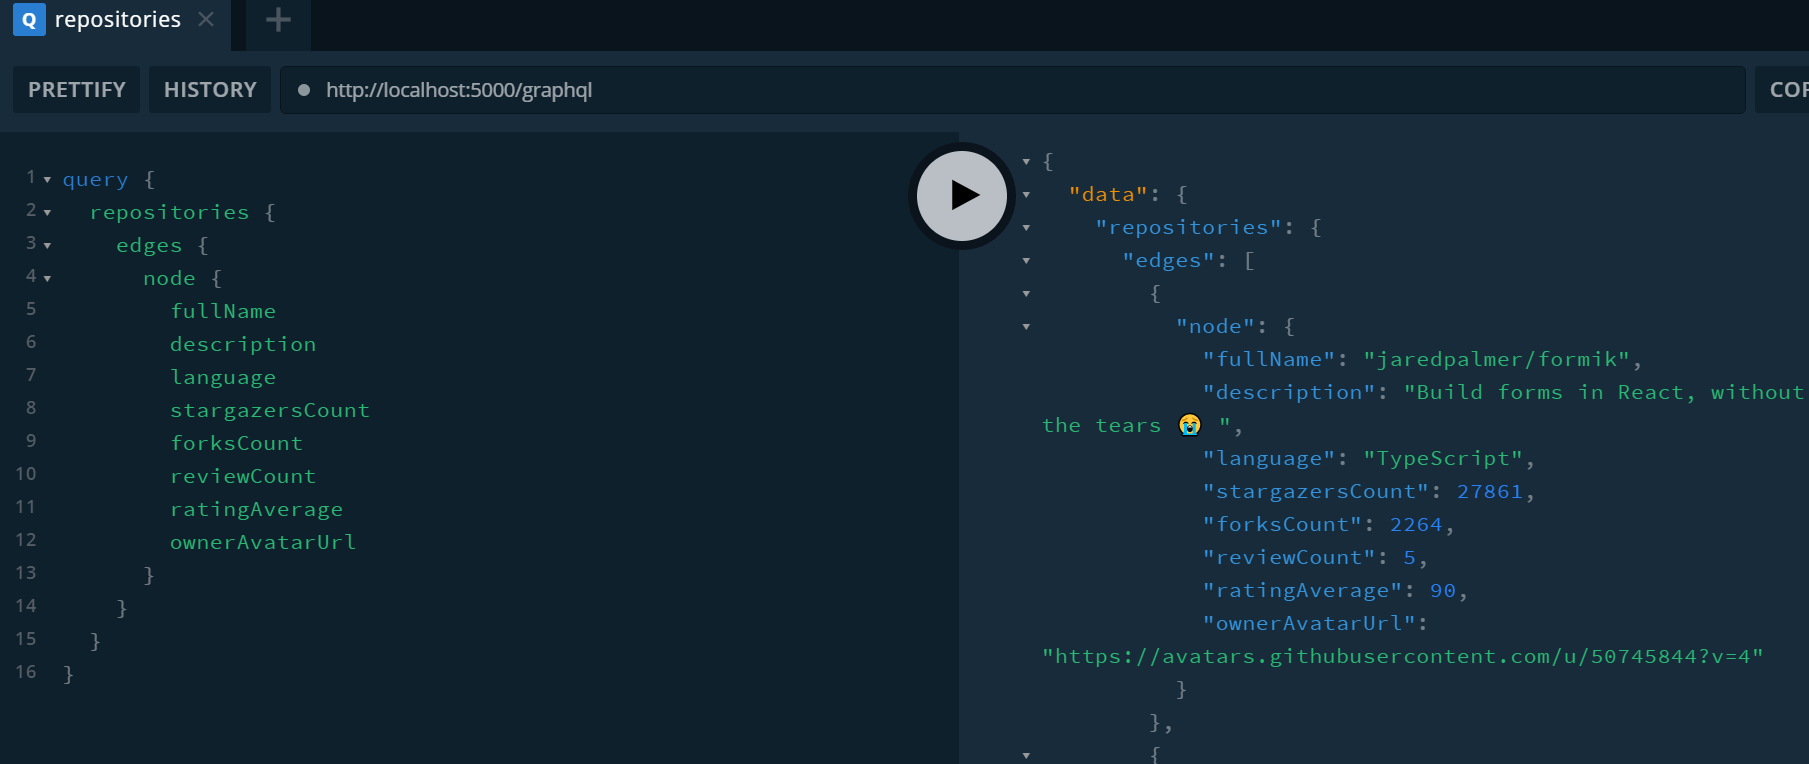 Q repositories
PRETTIFY HISTORY http://localhost:5000/graphql
1 query {
2 repositories {
3 edges {
4 node {
5 fullName
6 description
7 language
8 stargazersCount
9 forksCount
10 reviewCount
11 ratingAverage
12 ownerAvatarUrl
13 }
14 }
15 }
16 }
{
"data": {
"repositories": {
"edges": [
{
"node": {
"fullName": "jaredpalmer/formik",
"description": "Build forms in React, without
the tears 😭 ",
"language": "TypeScript",
"stargazersCount": 27861,
"forksCount": 2264,
"reviewCount": 5,
"ratingAverage": 90,
"ownerAvatarUrl":
"https://avatars.githubusercontent.com/u/50745844?v=4"
}
},
{